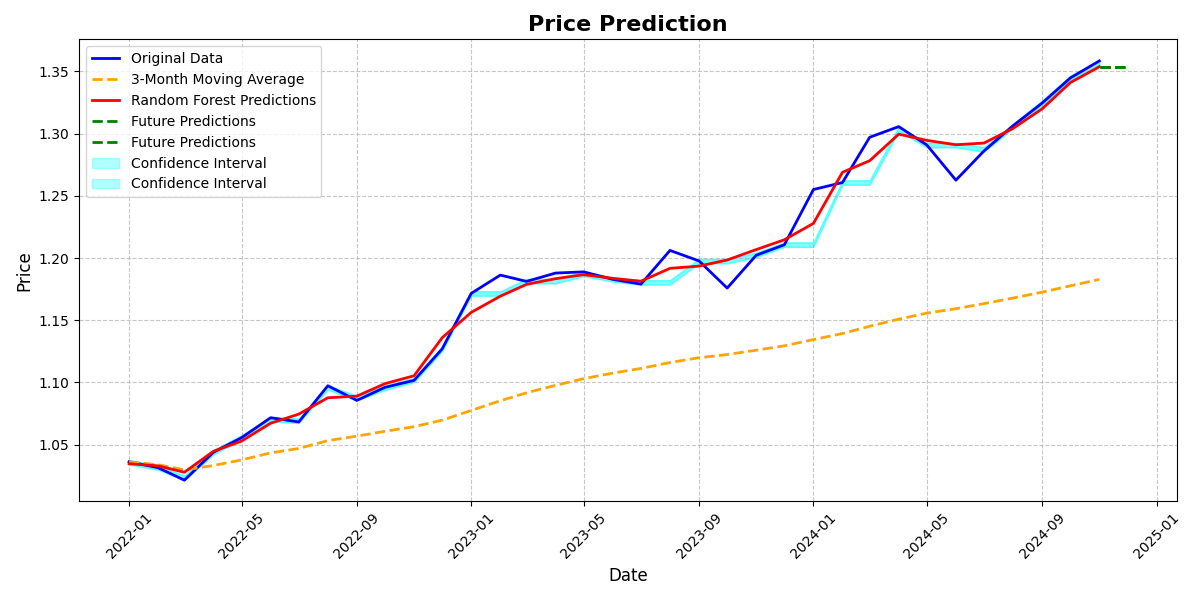 Price Prediction
Original Data
3-Month Moving Average
Random Forest Predictions
Future Predictions
Future Predictions
Confidence Interval
Confidence Interval
1.35
1.30
1.25
1.20
1.15
1.10
1.05
Price
2022-01
2022-05
2022-09
2023-01
2023-05
2023-09
2024-01
2024-05
2024-09
2025-01
Date